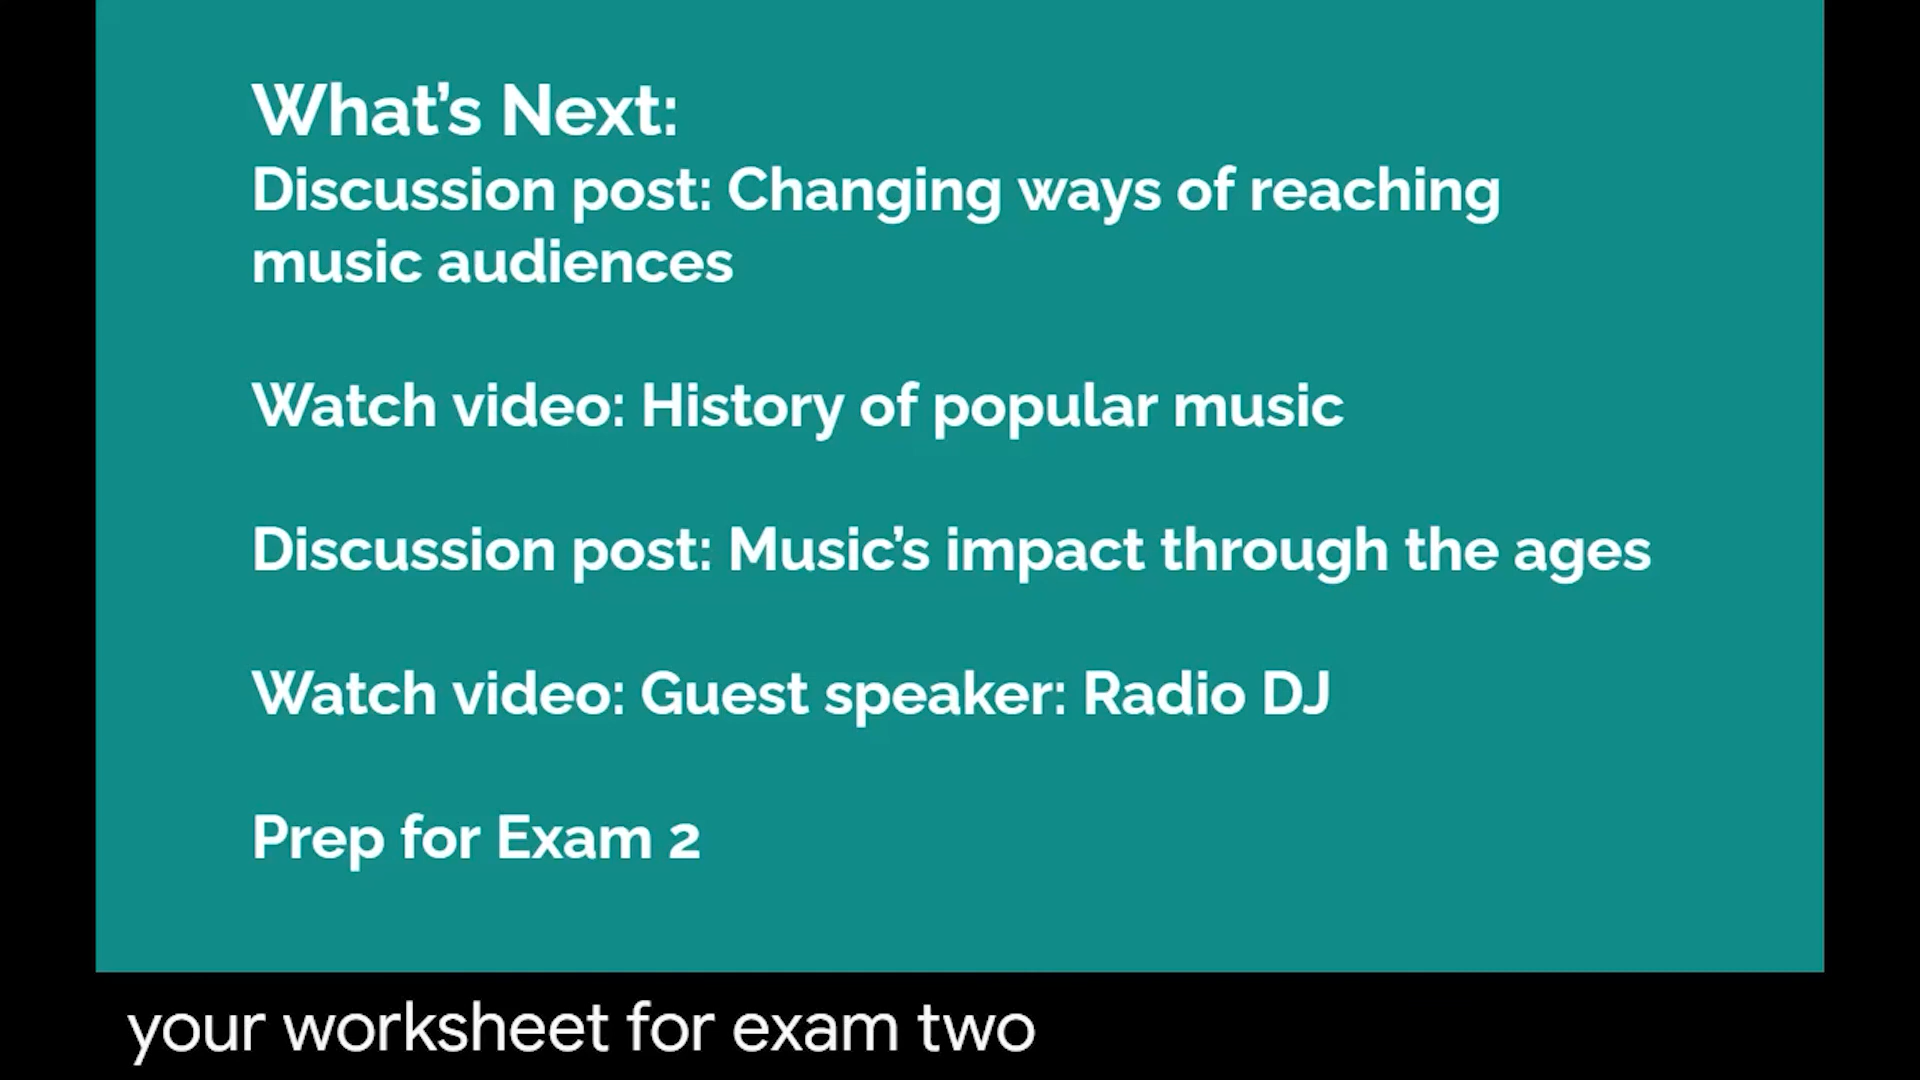 What’s Next:
Discussion post: Changing ways of reaching
music audiences
Watch video: History of popular music
Discussion post: Music’s impact through the ages
Watch video: Guest speaker: Radio DJ
Prep for Exam 2
your worksheet for exam two